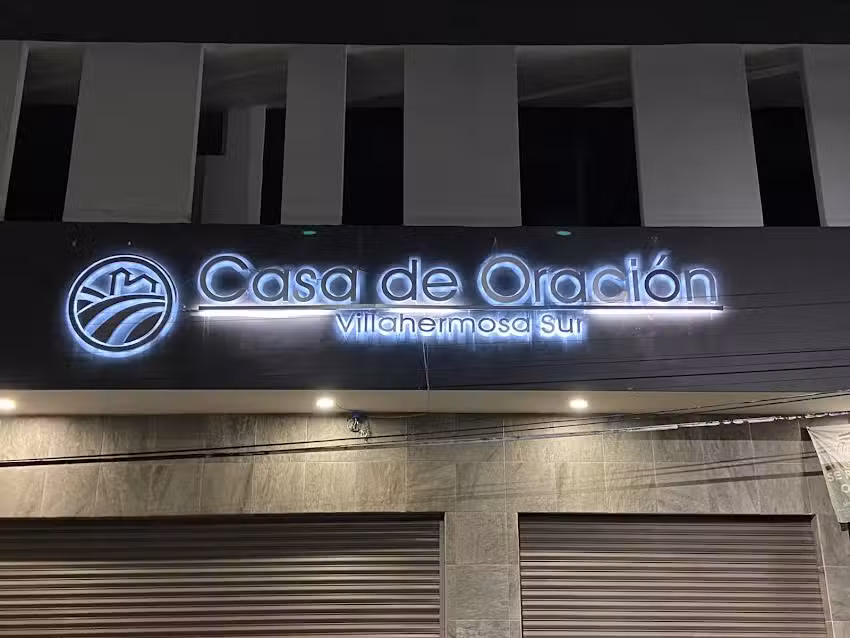 Casa de Oración
Villahermosa Sur